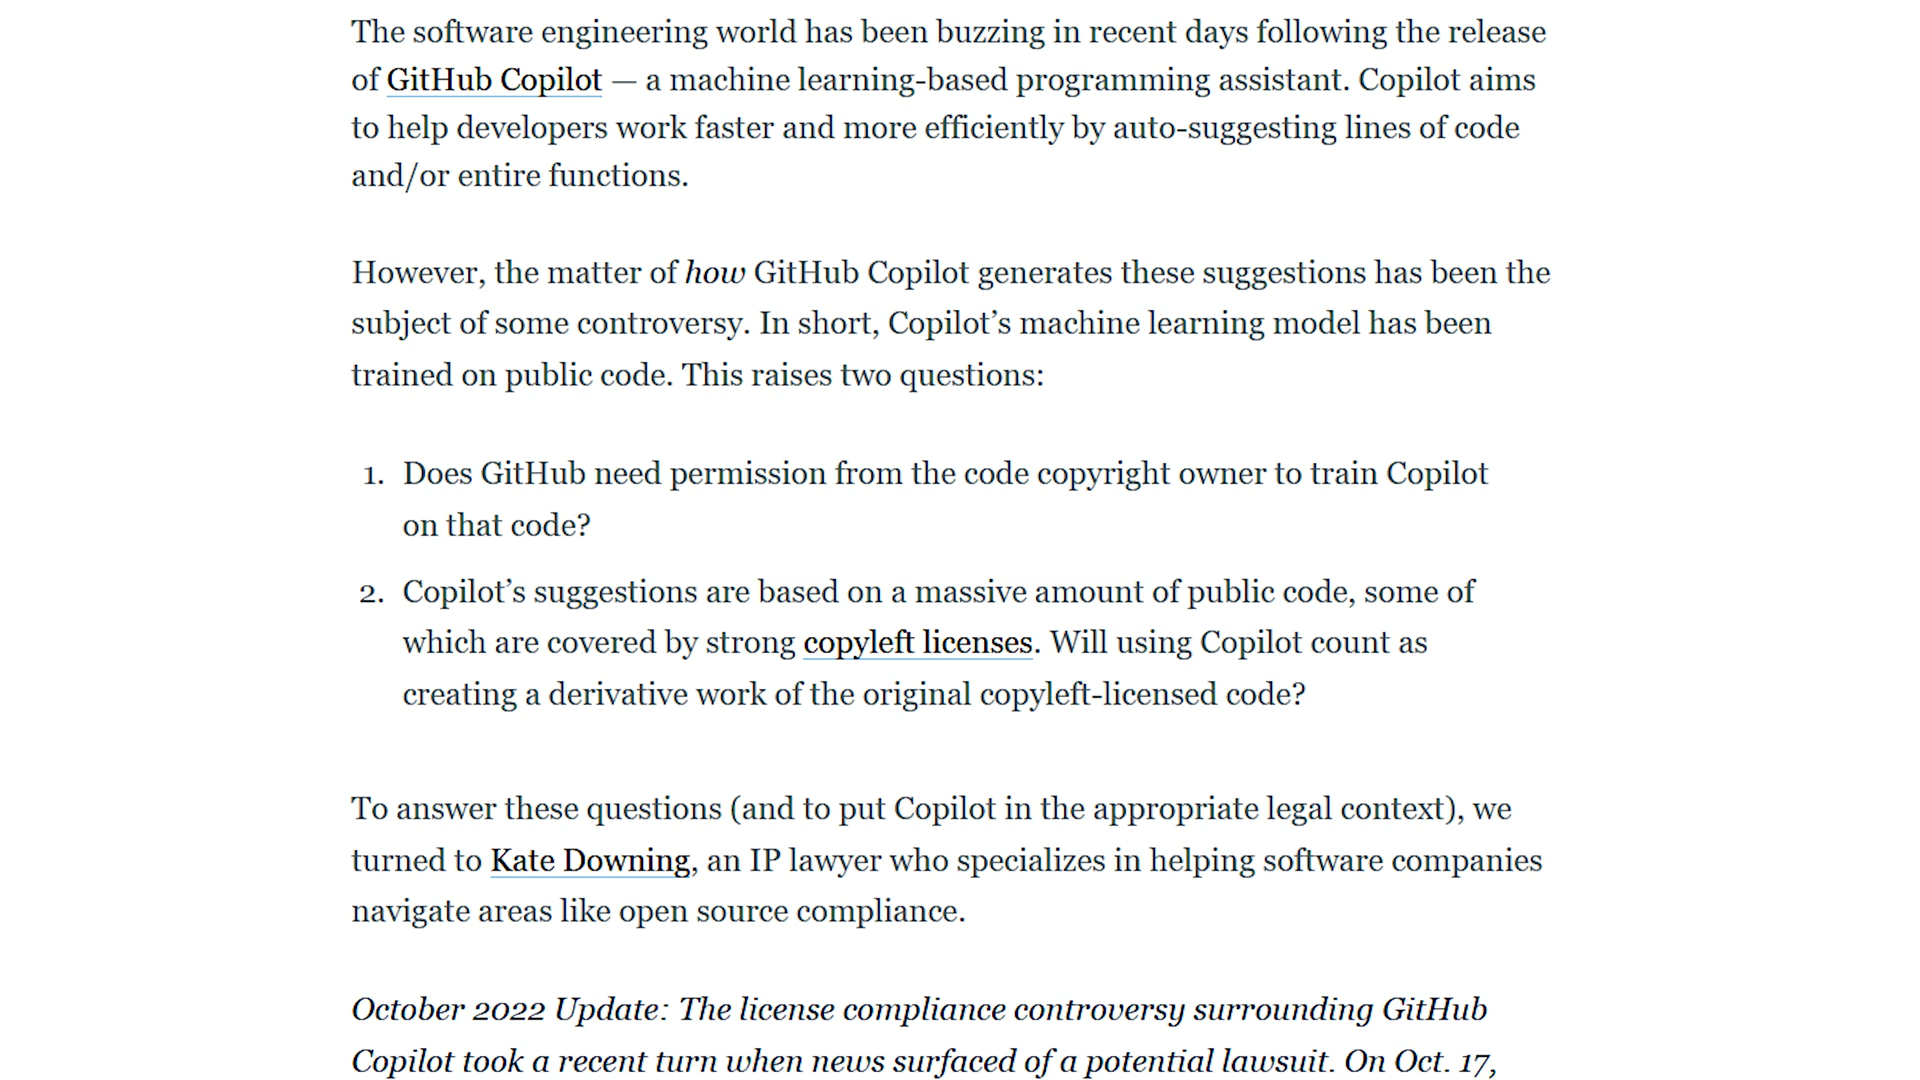 The software engineering world has been buzzing in recent days following the release
of GitHub Copilot — a machine learning-based programming assistant. Copilot aims
to help developers work faster and more efficiently by auto-suggesting lines of code
and/or entire functions.
However, the matter of how GitHub Copilot generates these suggestions has been the
subject of some controversy. In short, Copilot’s machine learning model has been
trained on public code. This raises two questions:
1. Does GitHub need permission from the code copyright owner to train Copilot
on that code?
2. Copilot’s suggestions are based on a massive amount of public code, some of
which are covered by strong copyleft licenses. Will using Copilot count as
creating a derivative work of the original copyleft-licensed code?
To answer these questions (and to put Copilot in the appropriate legal context), we
turned to Kate Downing, an IP lawyer who specializes in helping software companies
navigate areas like open source compliance.
October 2022 Update: The license compliance controversy surrounding GitHub
Copilot took a recent turn when news surfaced of a potential lawsuit. On Oct. 17,